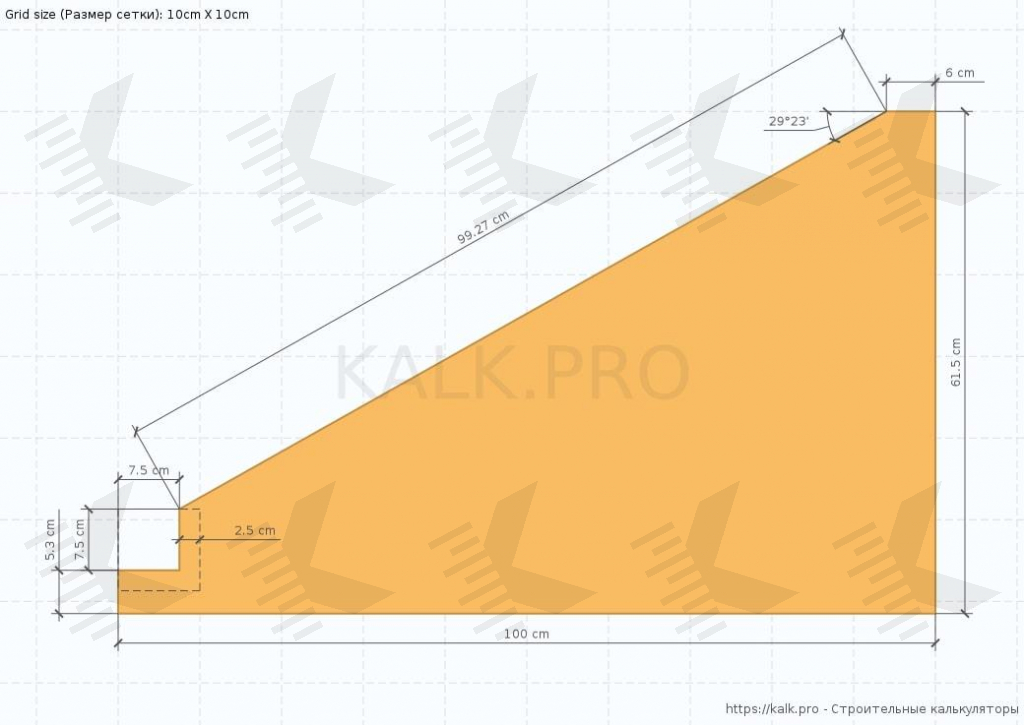 Grid size (Размер сетки): 10cm X 10cm
6 cm
29°23'
99.27 cm
61.5 cm
KALK.PRO
7.5 cm
5.3 cm
7.5 cm
2.5 cm
100 cm
https://kalk.pro - Строительные калькуляторы